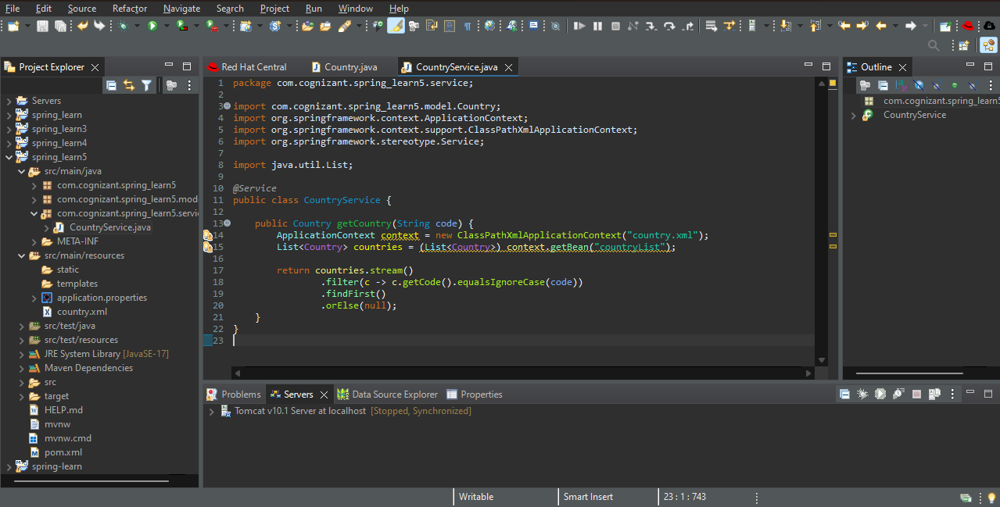 File Edit Source Refactor Navigate Search Project Run Window Help
Project Explorer
Servers
spring_learn
spring_learn3
spring_learn4
spring_learn5
src/main/java
com.cognizant.spring_learn5
com.cognizant.spring_learn5.mod
com.cognizant.spring_learn5.servi
CountryService.java
META-INF
src/main/resources
static
templates
application.properties
country.xml
src/test/java
src/test/resources
JRE System Library [JavaSE-17]
Maven Dependencies
src
target
HELP.md
mvnw
mvnw.cmd
pom.xml
spring-learn
Red Hat Central Country.java CountryService.java
1 package com.cognizant.spring_learn5.service;
2
3 import com.cognizant.spring_learn5.model.Country;
4 import org.springframework.context.ApplicationContext;
5 import org.springframework.context.support.ClassPathXmlApplicationContext;
6 import org.springframework.stereotype.Service;
7
8 import java.util.List;
9
10 @Service
11 public class CountryService {
12
13     public Country getCountry(String code) {
14         ApplicationContext context = new ClassPathXmlApplicationContext("country.xml");
15         List<Country> countries = (List<Country>) context.getBean("countryList");
16
17         return countries.stream()
18                 .filter(c -> c.getCode().equalsIgnoreCase(code))
19                 .findFirst()
20                 .orElse(null);
21     }
22 }
23
Outline
com.cognizant.spring_learn5
CountryService
Problems Servers Data Source Explorer Properties
Tomcat v10.1 Server at localhost [Stopped, Synchronized]
Writable Smart Insert 23 : 1 : 743